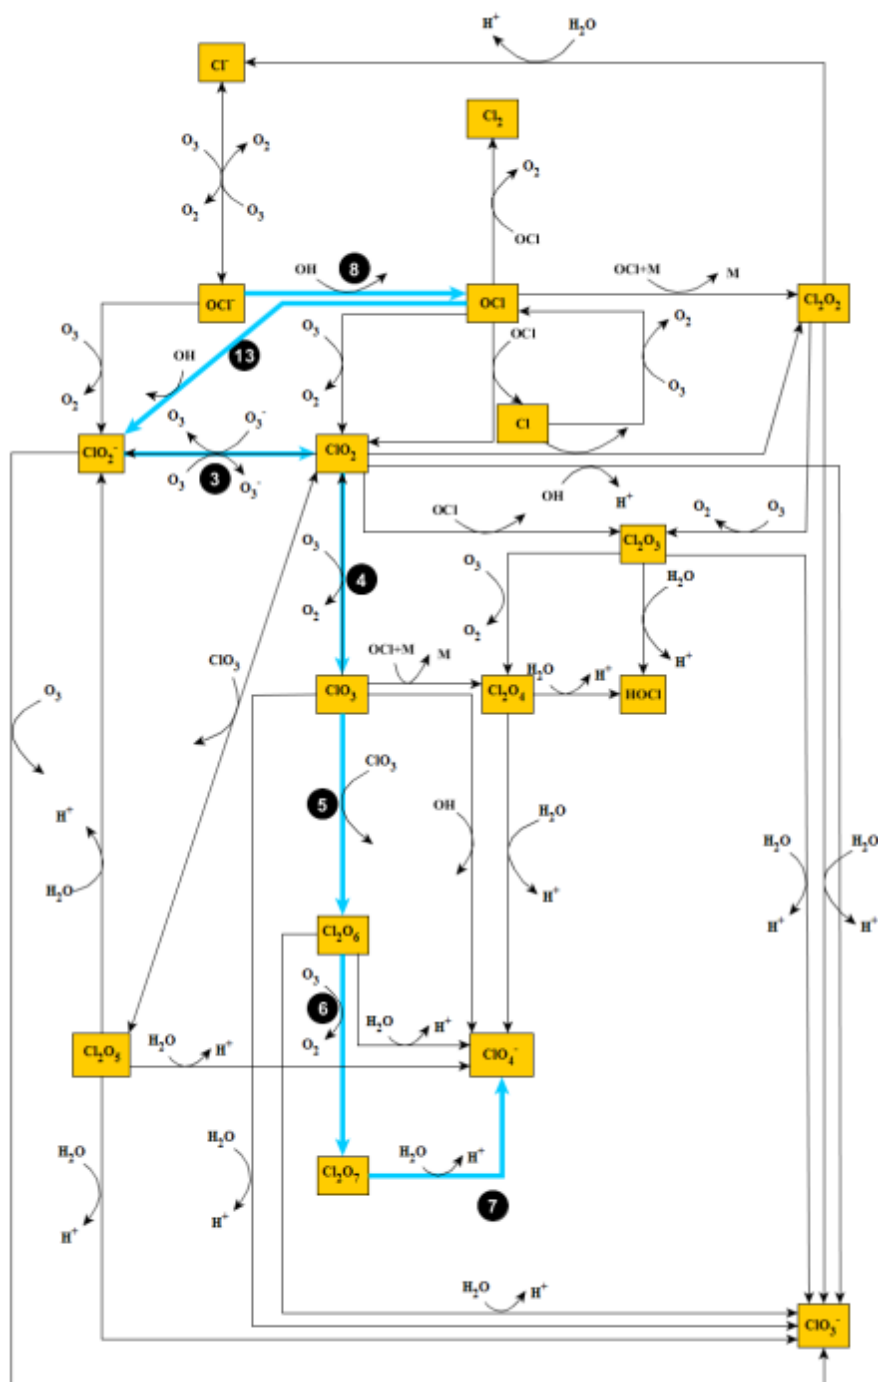 H⁺ H₂O
Cl⁻
Cl₂
O₃ O₂
O₂
O₂ O₃
OCl
OH 8
OCl+M M
OCl⁻ OCl Cl₂O₂
O₃ 13 OH
O₃ OCl O₂
O₂ O₂ O₃
O₃ O₃⁻ Cl
ClO₂⁻ ClO₂
O₃ 3 O₃⁻
OH H⁺
OCl O₂ O₃
Cl₂O₃
O₃ 4 O₃
H₂O
O₂ O₂
H⁺
ClO₃ OCl+M M
H₂O H⁺
O₃ ClO₃ Cl₂O₄ HOCl
5 ClO₃ OH
H₂O H₂O H₂O
H⁺
H₂O H⁺ H⁺ H⁺
Cl₂O₆
O₃ 6
H₂O H⁺
O₂
H₂O H⁺
Cl₂O₅ ClO₄⁻
H₂O H₂O H₂O H⁺
Cl₂O₇
7
H⁺ H⁺
H₂O H⁺
ClO₃⁻